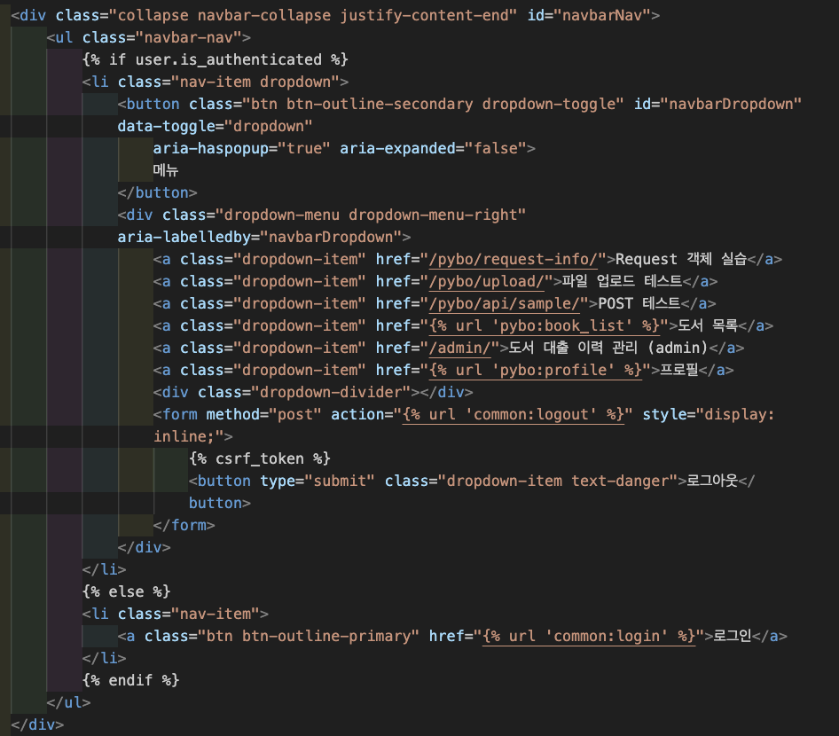 <div class="collapse navbar-collapse justify-content-end" id="navbarNav">
<ul class="navbar-nav">
{% if user.is_authenticated %}
<li class="nav-item dropdown">
<button class="btn btn-outline-secondary dropdown-toggle" id="navbarDropdown"
data-toggle="dropdown"
aria-haspopup="true" aria-expanded="false">
메뉴
</button>
<div class="dropdown-menu dropdown-menu-right"
aria-labelledby="navbarDropdown">
<a class="dropdown-item" href="/pybo/request-info/">Request 객체 실습</a>
<a class="dropdown-item" href="/pybo/upload/">파일 업로드 테스트</a>
<a class="dropdown-item" href="/pybo/api/sample/">POST 테스트</a>
<a class="dropdown-item" href="{% url 'pybo:book_list' %}">도서 목록</a>
<a class="dropdown-item" href="/admin/">도서 대출 이력 관리 (admin)</a>
<a class="dropdown-item" href="{% url 'pybo:profile' %}">프로필</a>
<div class="dropdown-divider"></div>
<form method="post" action="{% url 'common:logout' %}" style="display:
inline;">
{% csrf_token %}
<button type="submit" class="dropdown-item text-danger">로그아웃</
button>
</form>
</div>
</li>
{% else %}
<li class="nav-item">
<a class="btn btn-outline-primary" href="{% url 'common:login' %}">로그인</a>
</li>
{% endif %}
</ul>
</div>